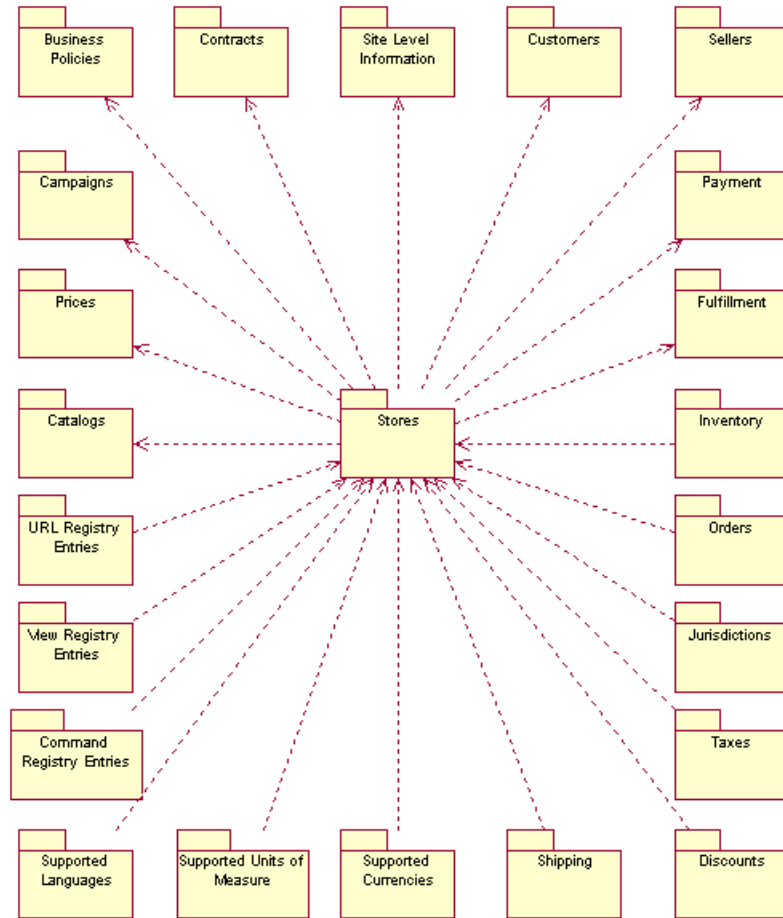 Business
Policies
Contracts
Site Level
Information
Customers
Sellers
Campaigns
Payment
Prices
Fulfillment
Catalogs
Stores
Inventory
URL Registry
Entries
Orders
View Registry
Entries
Jurisdictions
Command
Registry Entries
Taxes
Supported
Languages
Supported Units of
Measure
Supported
Currencies
Shipping
Discounts